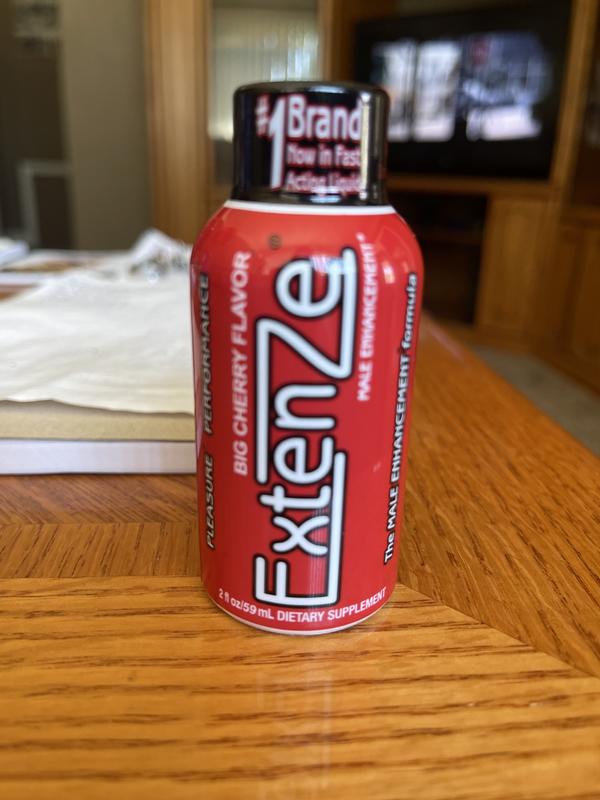 #1 Brand
Now in Fast
Acting Liquid
PLEASURE PERFORMANCE
BIG CHERRY FLAVOR
ExtenZe
MALE ENHANCEMENT
The MALE ENHANCEMENT formula
2 fl oz/59 mL DIETARY SUPPLEMENT